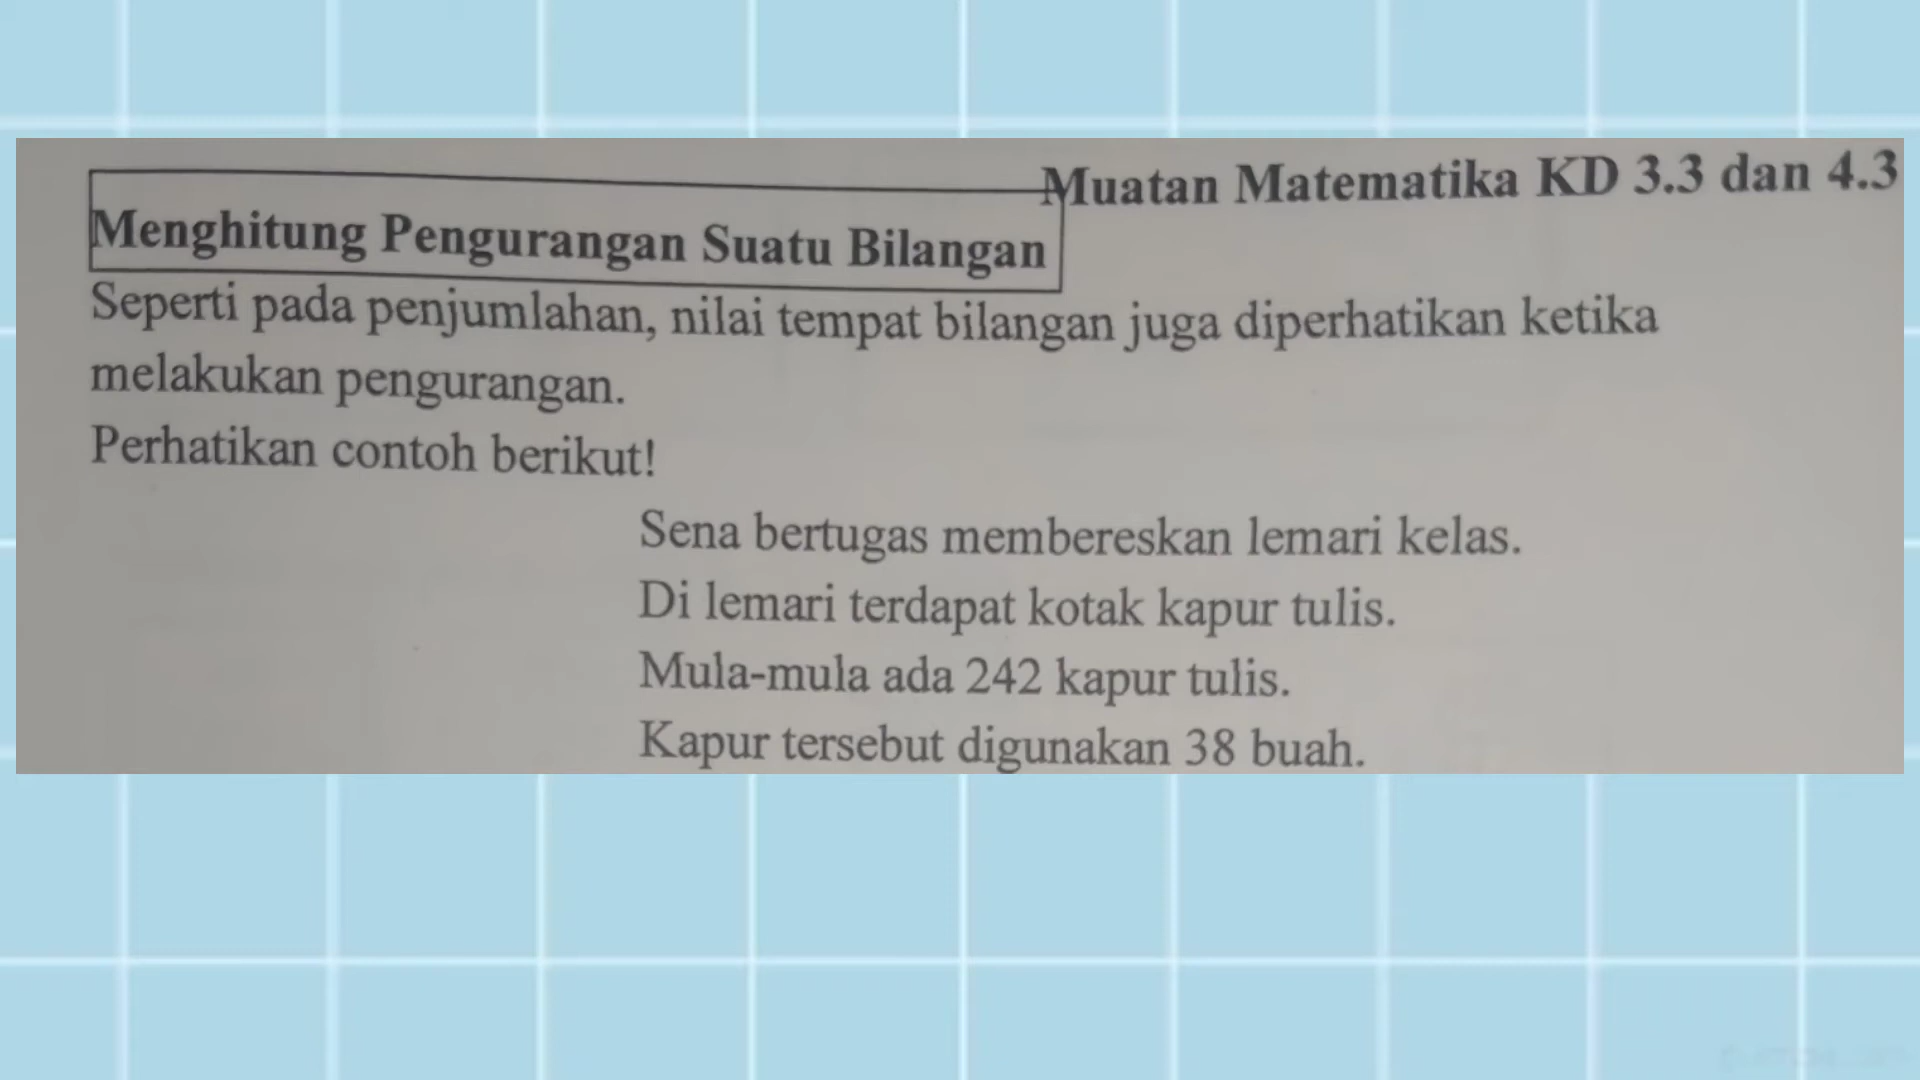 Muatan Matematika KD 3.3 dan 4.3
Menghitung Pengurangan Suatu Bilangan
Seperti pada penjumlahan, nilai tempat bilangan juga diperhatikan ketika
melakukan pengurangan.
Perhatikan contoh berikut!
Sena bertugas membereskan lemari kelas.
Di lemari terdapat kotak kapur tulis.
Mula-mula ada 242 kapur tulis.
Kapur tersebut digunakan 38 buah.